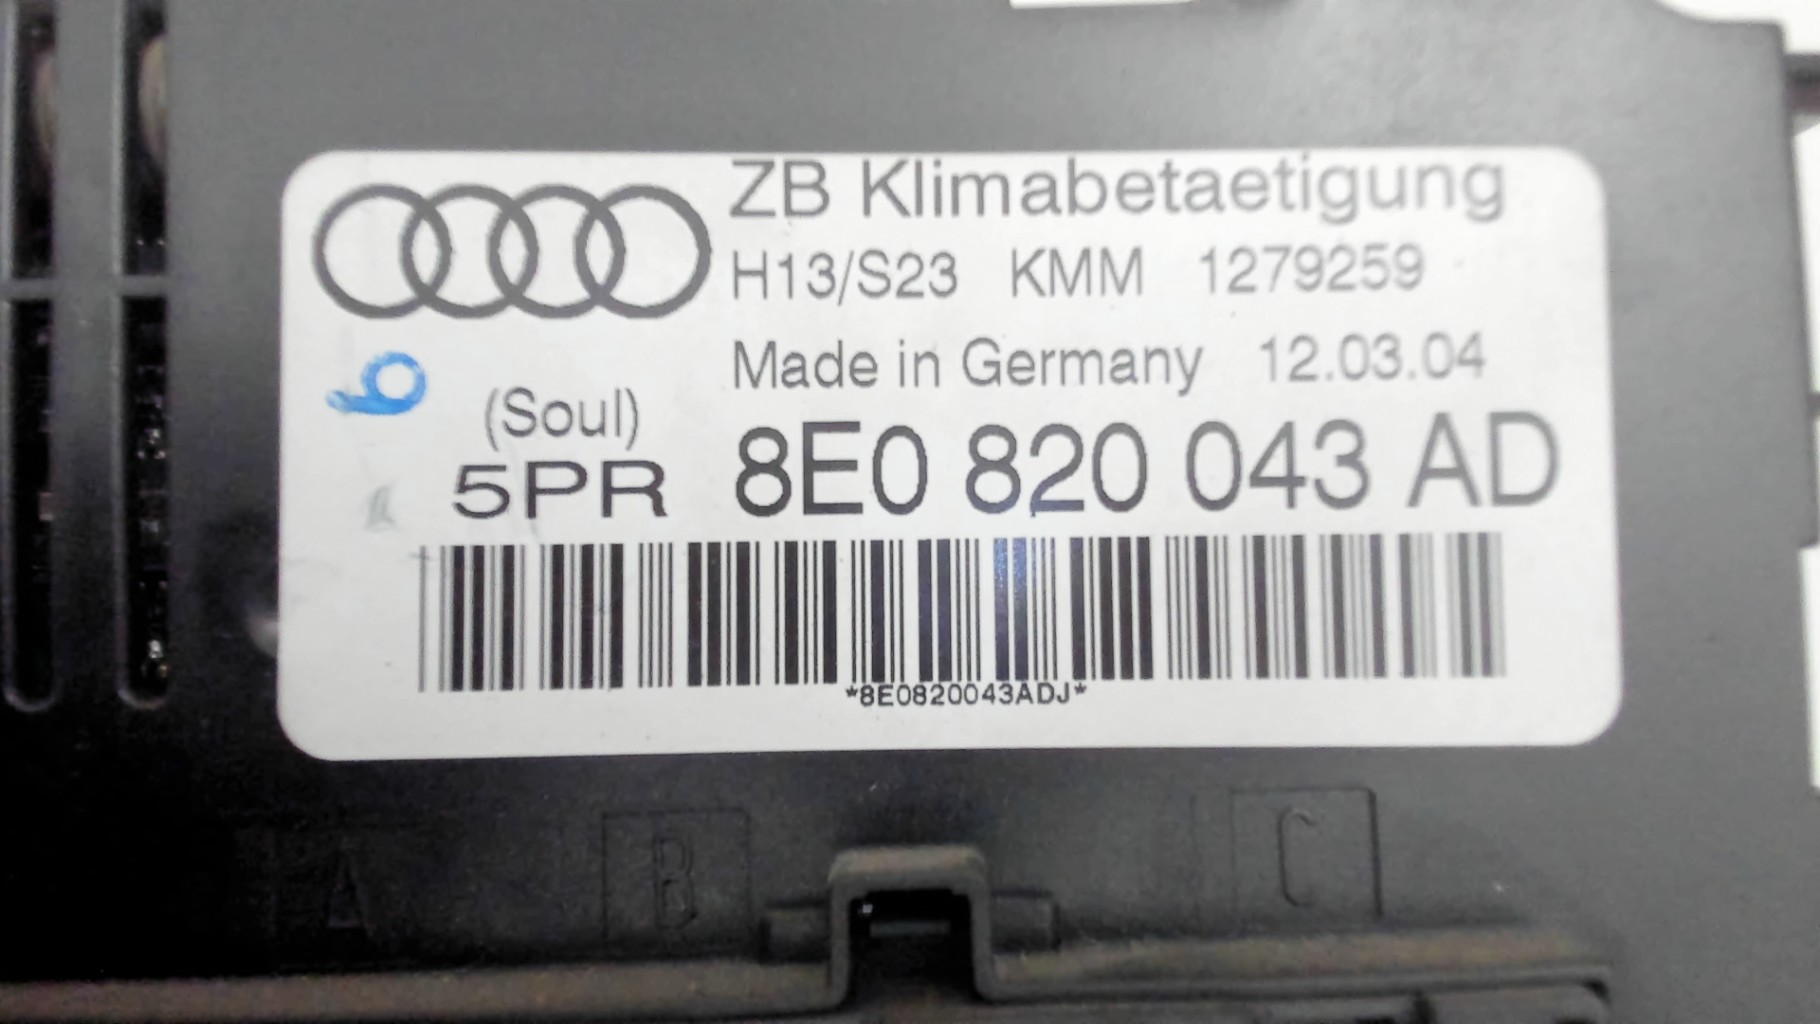 ZB Klimabetaetigung
H13/S23 KMM 1279259
Made in Germany 12.03.04
(Soul)
5PR 8E0 820 043 AD
*8E0820043ADJ*
A B C